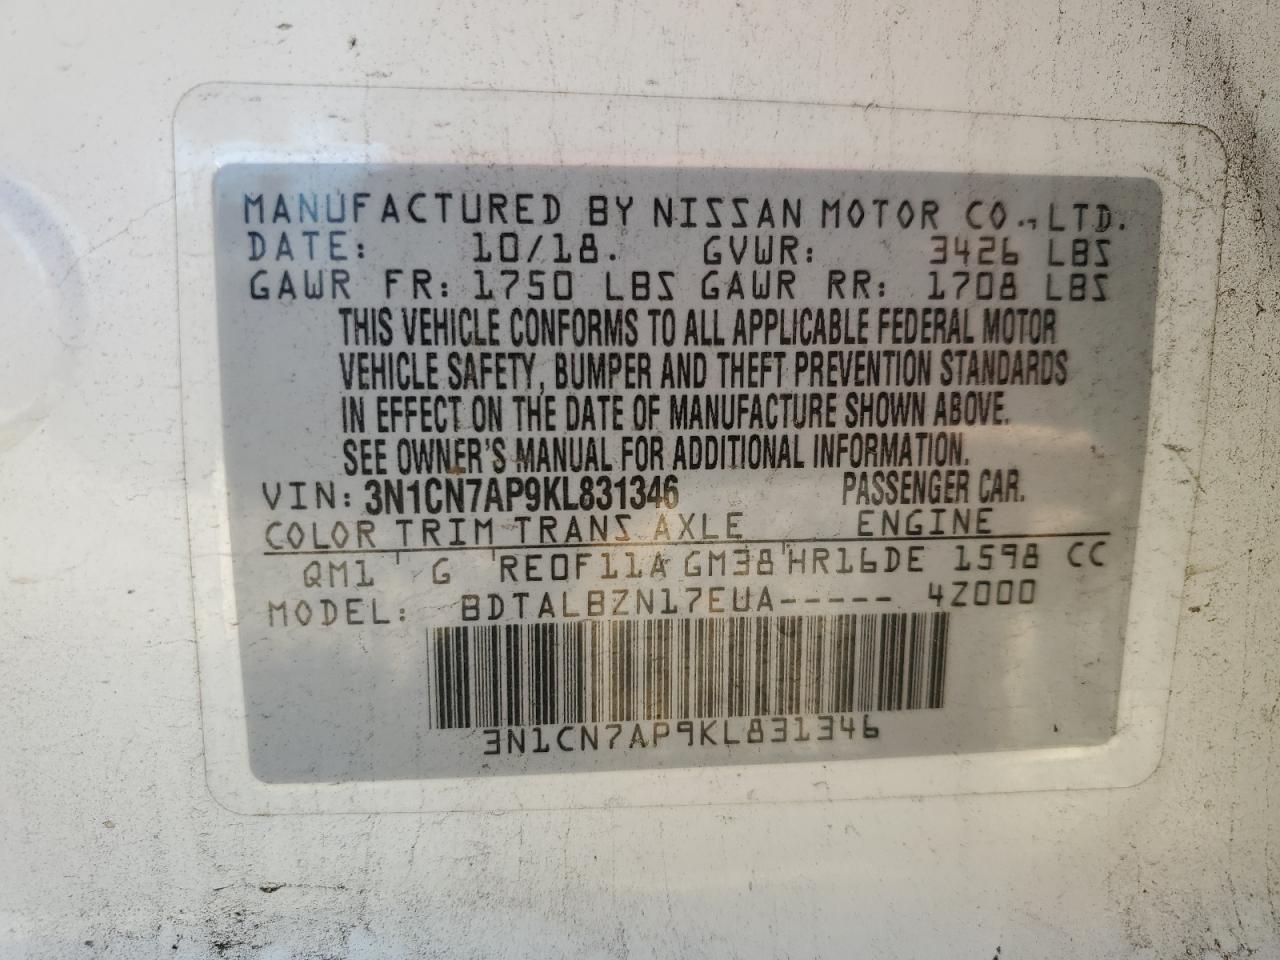 MANUFACTURED BY NISSAN MOTOR CO., LTD.
DATE: 10/18. GVWR: 3426 LBS
GAWR FR: 1750 LBS GAWR RR: 1708 LBS
THIS VEHICLE CONFORMS TO ALL APPLICABLE FEDERAL MOTOR
VEHICLE SAFETY, BUMPER AND THEFT PREVENTION STANDARDS
IN EFFECT ON THE DATE OF MANUFACTURE SHOWN ABOVE.
SEE OWNER'S MANUAL FOR ADDITIONAL INFORMATION.
VIN: 3N1CN7AP9KL831346 PASSENGER CAR.
COLOR TRIM TRANS AXLE ENGINE
QM1 ' G ' RE0F11A GM38 ' HR16DE 1598 CC
MODEL: BDTALBZN17EUA----- 4Z000
3N1CN7AP9KL831346